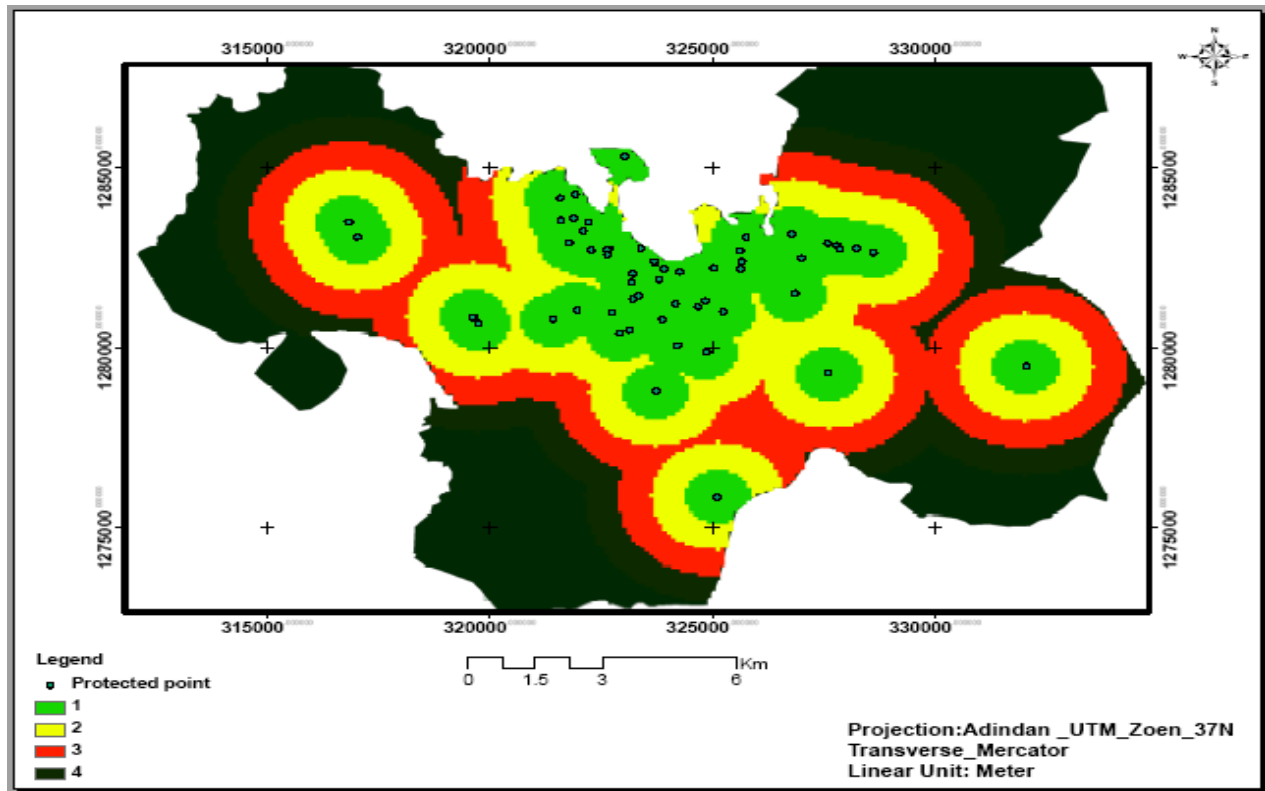 N
W E
S
315000 320000 325000 330000
1285000 1285000
1280000 1280000
1275000 1275000
315000 320000 325000 330000
Legend
Protected point
1
2
3
4
Km
0 1.5 3 6
Projection:Adindan _UTM_Zoen_37N
Transverse_Mercator
Linear Unit: Meter